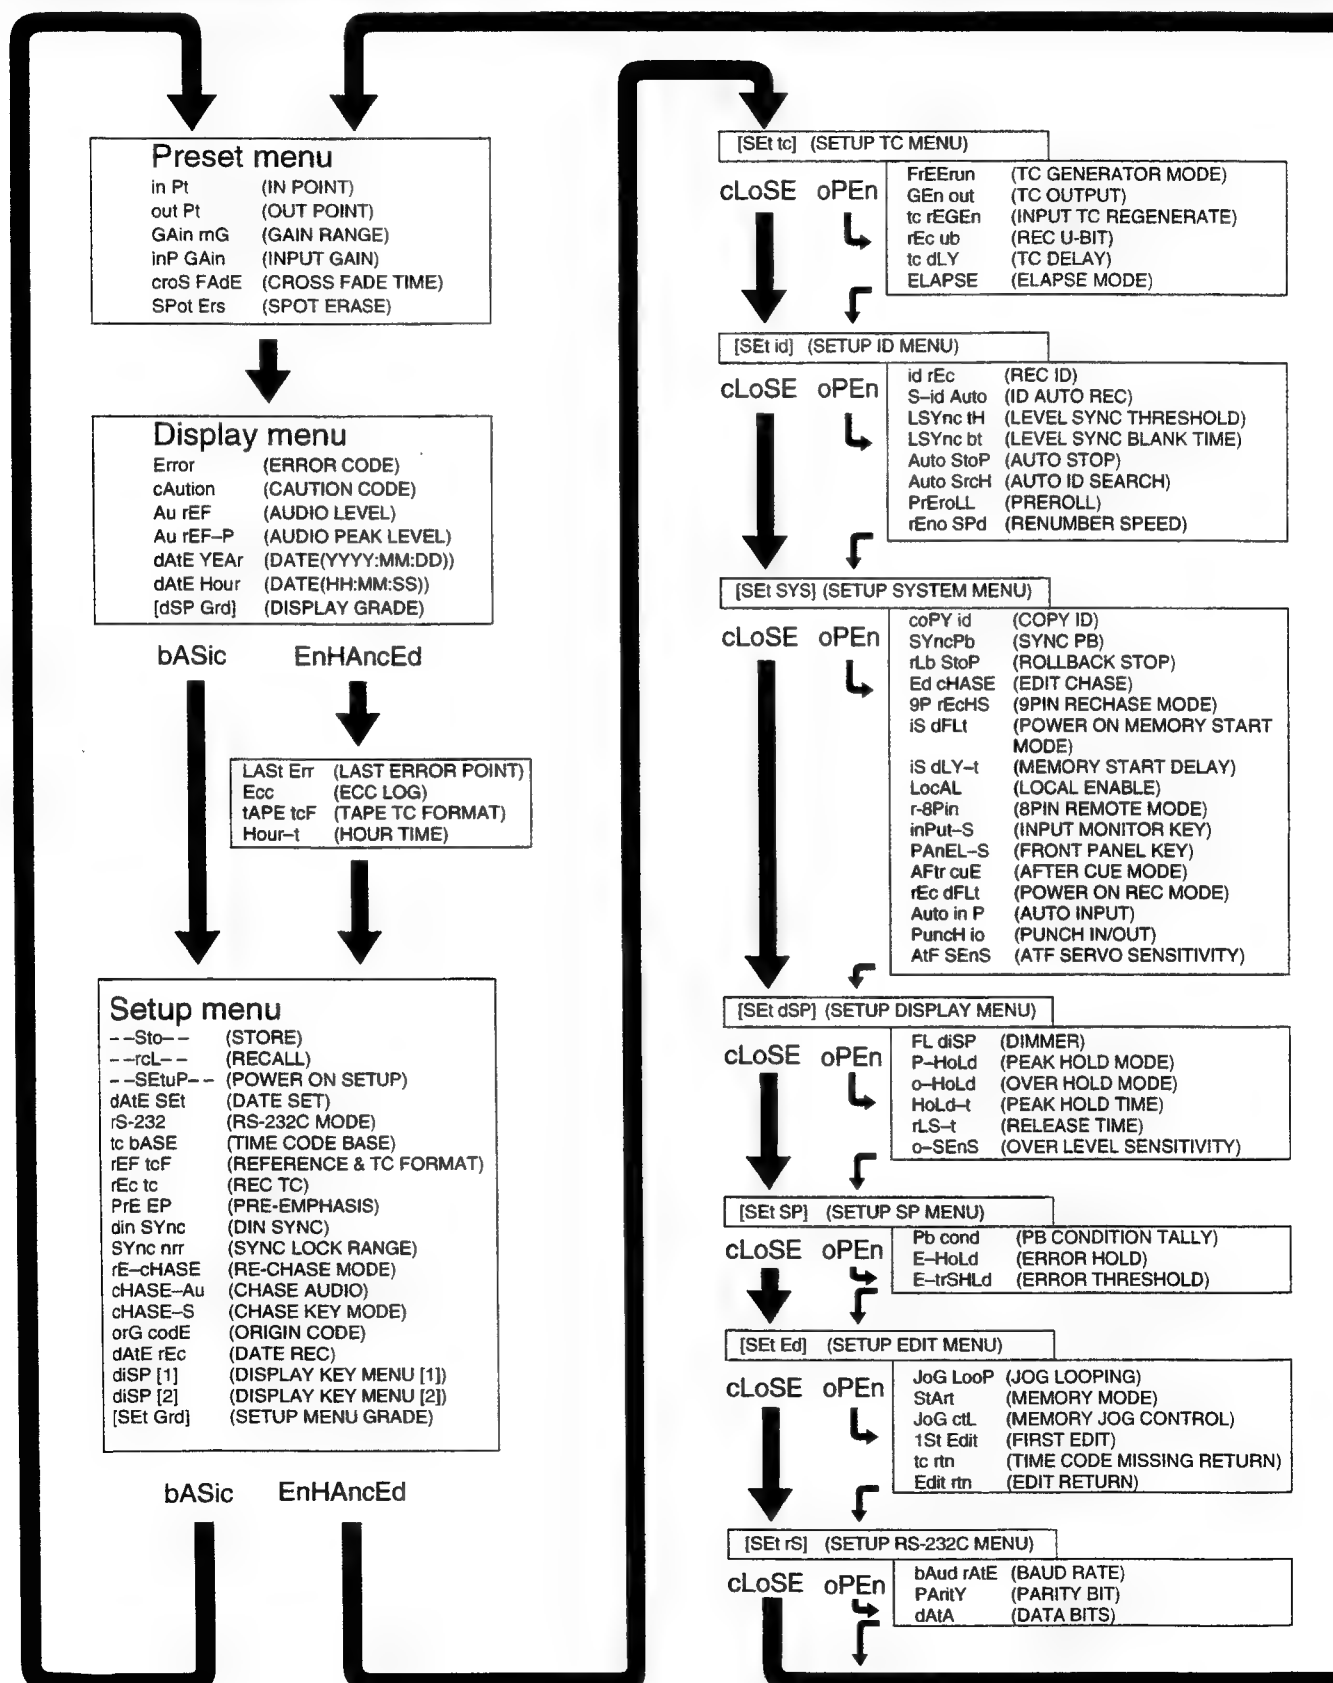 Preset menu
in Pt (IN POINT)
out Pt (OUT POINT)
GAin rnG (GAIN RANGE)
inP GAin (INPUT GAIN)
croS FAdE (CROSS FADE TIME)
SPot Ers (SPOT ERASE)
Display menu
Error (ERROR CODE)
cAution (CAUTION CODE)
Au rEF (AUDIO LEVEL)
Au rEF–P (AUDIO PEAK LEVEL)
dAtE YEAr (DATE(YYYY:MM:DD))
dAtE Hour (DATE(HH:MM:SS))
[dSP Grd] (DISPLAY GRADE)
bASic EnHAncEd
LASt Err (LAST ERROR POINT)
Ecc (ECC LOG)
tAPE tcF (TAPE TC FORMAT)
Hour–t (HOUR TIME)
Setup menu
––Sto–– (STORE)
––rcL–– (RECALL)
––SEtuP–– (POWER ON SETUP)
dAtE SEt (DATE SET)
rS-232 (RS-232C MODE)
tc bASE (TIME CODE BASE)
rEF tcF (REFERENCE & TC FORMAT)
rEc tc (REC TC)
PrE EP (PRE-EMPHASIS)
din SYnc (DIN SYNC)
SYnc nrr (SYNC LOCK RANGE)
rE–cHASE (RE-CHASE MODE)
cHASE–Au (CHASE AUDIO)
cHASE–S (CHASE KEY MODE)
orG codE (ORIGIN CODE)
dAtE rEc (DATE REC)
diSP [1] (DISPLAY KEY MENU [1])
diSP [2] (DISPLAY KEY MENU [2])
[SEt Grd] (SETUP MENU GRADE)
bASic EnHAncEd
[SEt tc] (SETUP TC MENU)
cLoSE oPEn
FrEErun (TC GENERATOR MODE)
GEn out (TC OUTPUT)
tc rEGEn (INPUT TC REGENERATE)
rEc ub (REC U-BIT)
tc dLY (TC DELAY)
ELAPSE (ELAPSE MODE)
[SEt id] (SETUP ID MENU)
cLoSE oPEn
id rEc (REC ID)
S–id Auto (ID AUTO REC)
LSYnc tH (LEVEL SYNC THRESHOLD)
LSYnc bt (LEVEL SYNC BLANK TIME)
Auto StoP (AUTO STOP)
Auto SrcH (AUTO ID SEARCH)
PrEroLL (PREROLL)
rEno SPd (RENUMBER SPEED)
[SEt SYS] (SETUP SYSTEM MENU)
cLoSE oPEn
coPY id (COPY ID)
SYncPb (SYNC PB)
rLb StoP (ROLLBACK STOP)
Ed cHASE (EDIT CHASE)
9P rEcHS (9PIN RECHASE MODE)
iS dFLt (POWER ON MEMORY START
MODE)
iS dLY–t (MEMORY START DELAY)
LocAL (LOCAL ENABLE)
r-8Pin (8PIN REMOTE MODE)
inPut–S (INPUT MONITOR KEY)
PAnEL–S (FRONT PANEL KEY)
AFtr cuE (AFTER CUE MODE)
rEc dFLt (POWER ON REC MODE)
Auto in P (AUTO INPUT)
PuncH io (PUNCH IN/OUT)
AtF SEnS (ATF SERVO SENSITIVITY)
[SEt dSP] (SETUP DISPLAY MENU)
cLoSE oPEn
FL diSP (DIMMER)
P–HoLd (PEAK HOLD MODE)
o–HoLd (OVER HOLD MODE)
HoLd–t (PEAK HOLD TIME)
rLS–t (RELEASE TIME)
o–SEnS (OVER LEVEL SENSITIVITY)
[SEt SP] (SETUP SP MENU)
cLoSE oPEn
Pb cond (PB CONDITION TALLY)
E–HoLd (ERROR HOLD)
E–trSHLd (ERROR THRESHOLD)
[SEt Ed] (SETUP EDIT MENU)
cLoSE oPEn
JoG LooP (JOG LOOPING)
StArt (MEMORY MODE)
JoG ctL (MEMORY JOG CONTROL)
1St Edit (FIRST EDIT)
tc rtn (TIME CODE MISSING RETURN)
Edit rtn (EDIT RETURN)
[SEt rS] (SETUP RS-232C MENU)
cLoSE oPEn
bAud rAtE (BAUD RATE)
PAritY (PARITY BIT)
dAtA (DATA BITS)